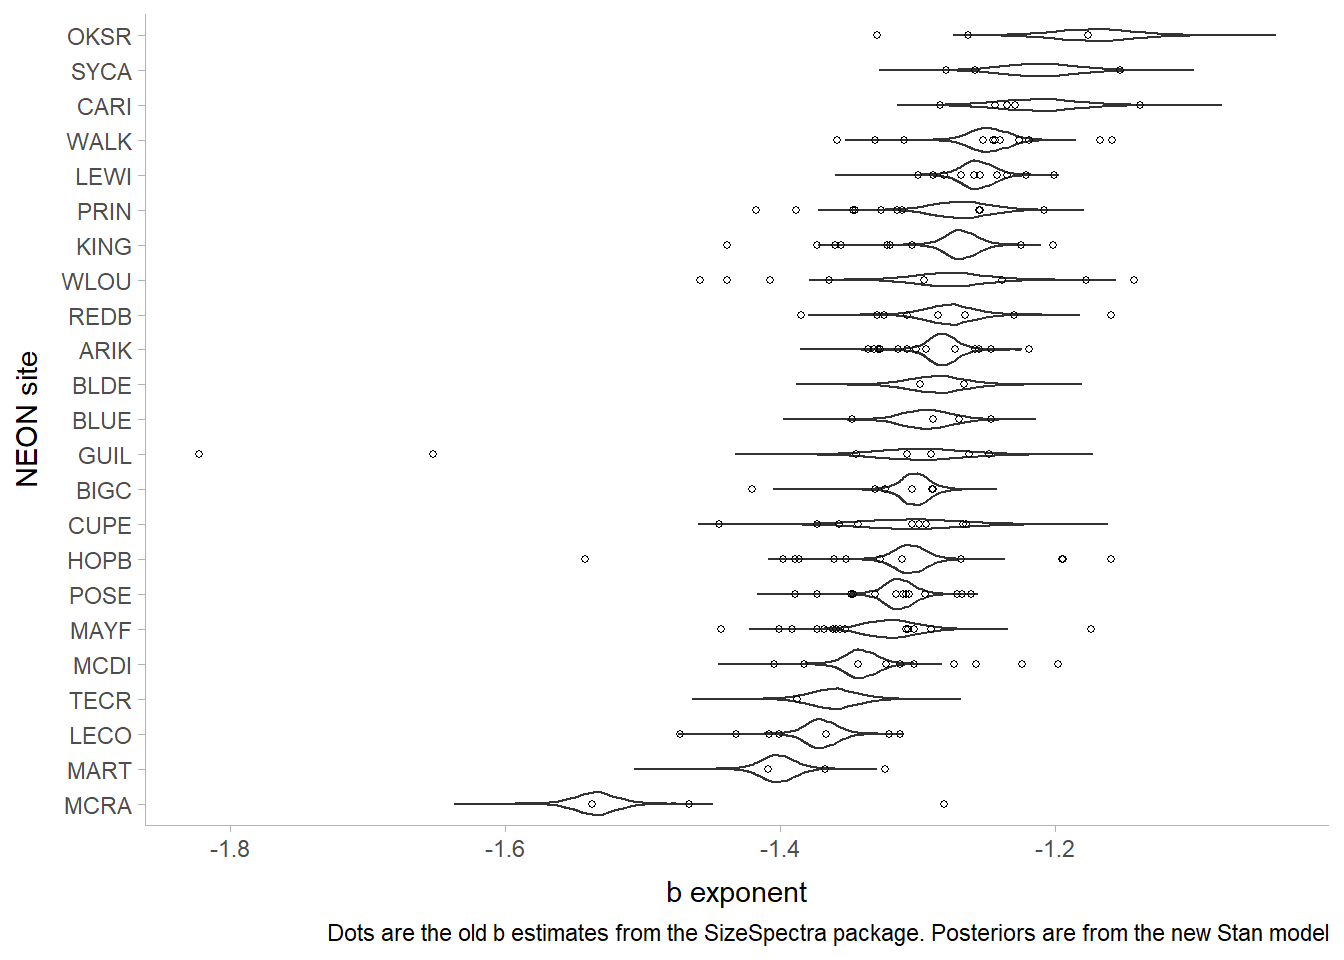 OKSR
SYCA
CARI
WALK
LEWI
PRIN
KING
WLOU
REDB
ARIK
BLDE
BLUE
GUIL
BIGC
CUPE
HOPB
POSE
MAYF
MCDI
TECR
LECO
MART
MCRA
NEON site
-1.8 -1.6 -1.4 -1.2
b exponent
Dots are the old b estimates from the SizeSpectra package. Posteriors are from the new Stan model